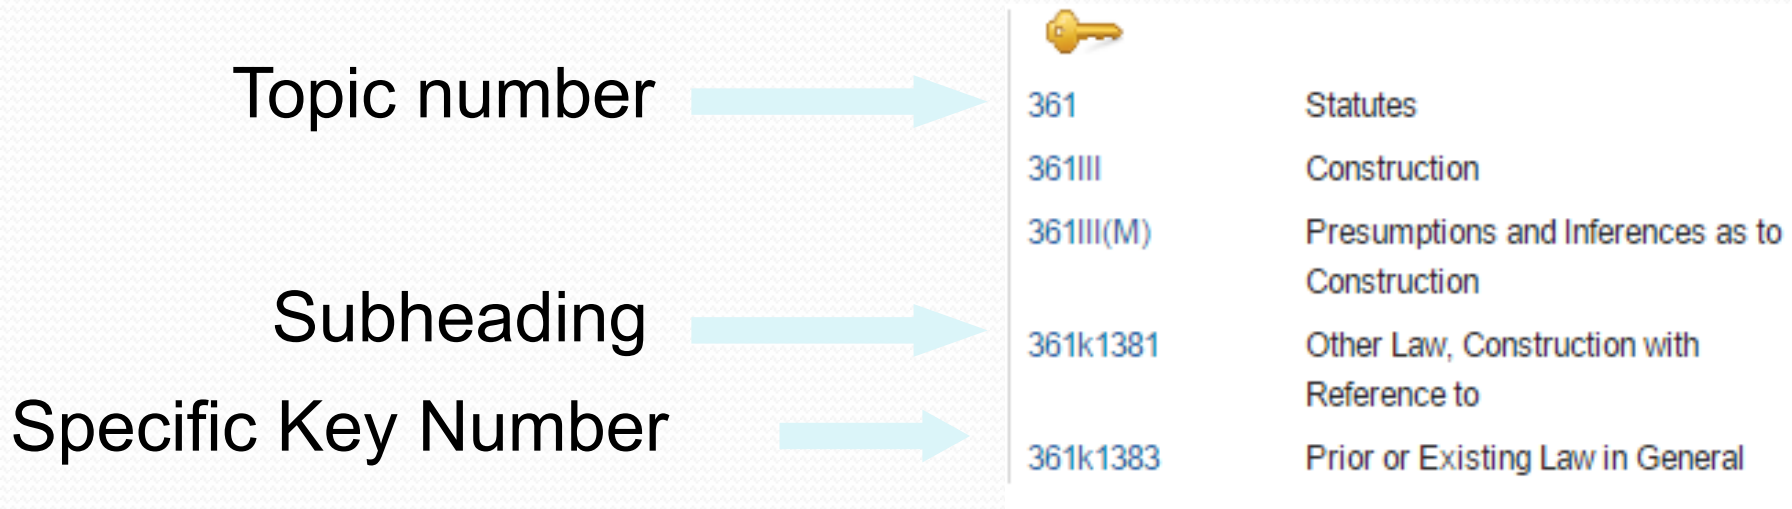 Topic number
361 Statutes
361III Construction
361III(M) Presumptions and Inferences as to
Construction
Subheading
361k1381 Other Law, Construction with
Reference to
Specific Key Number
361k1383 Prior or Existing Law in General